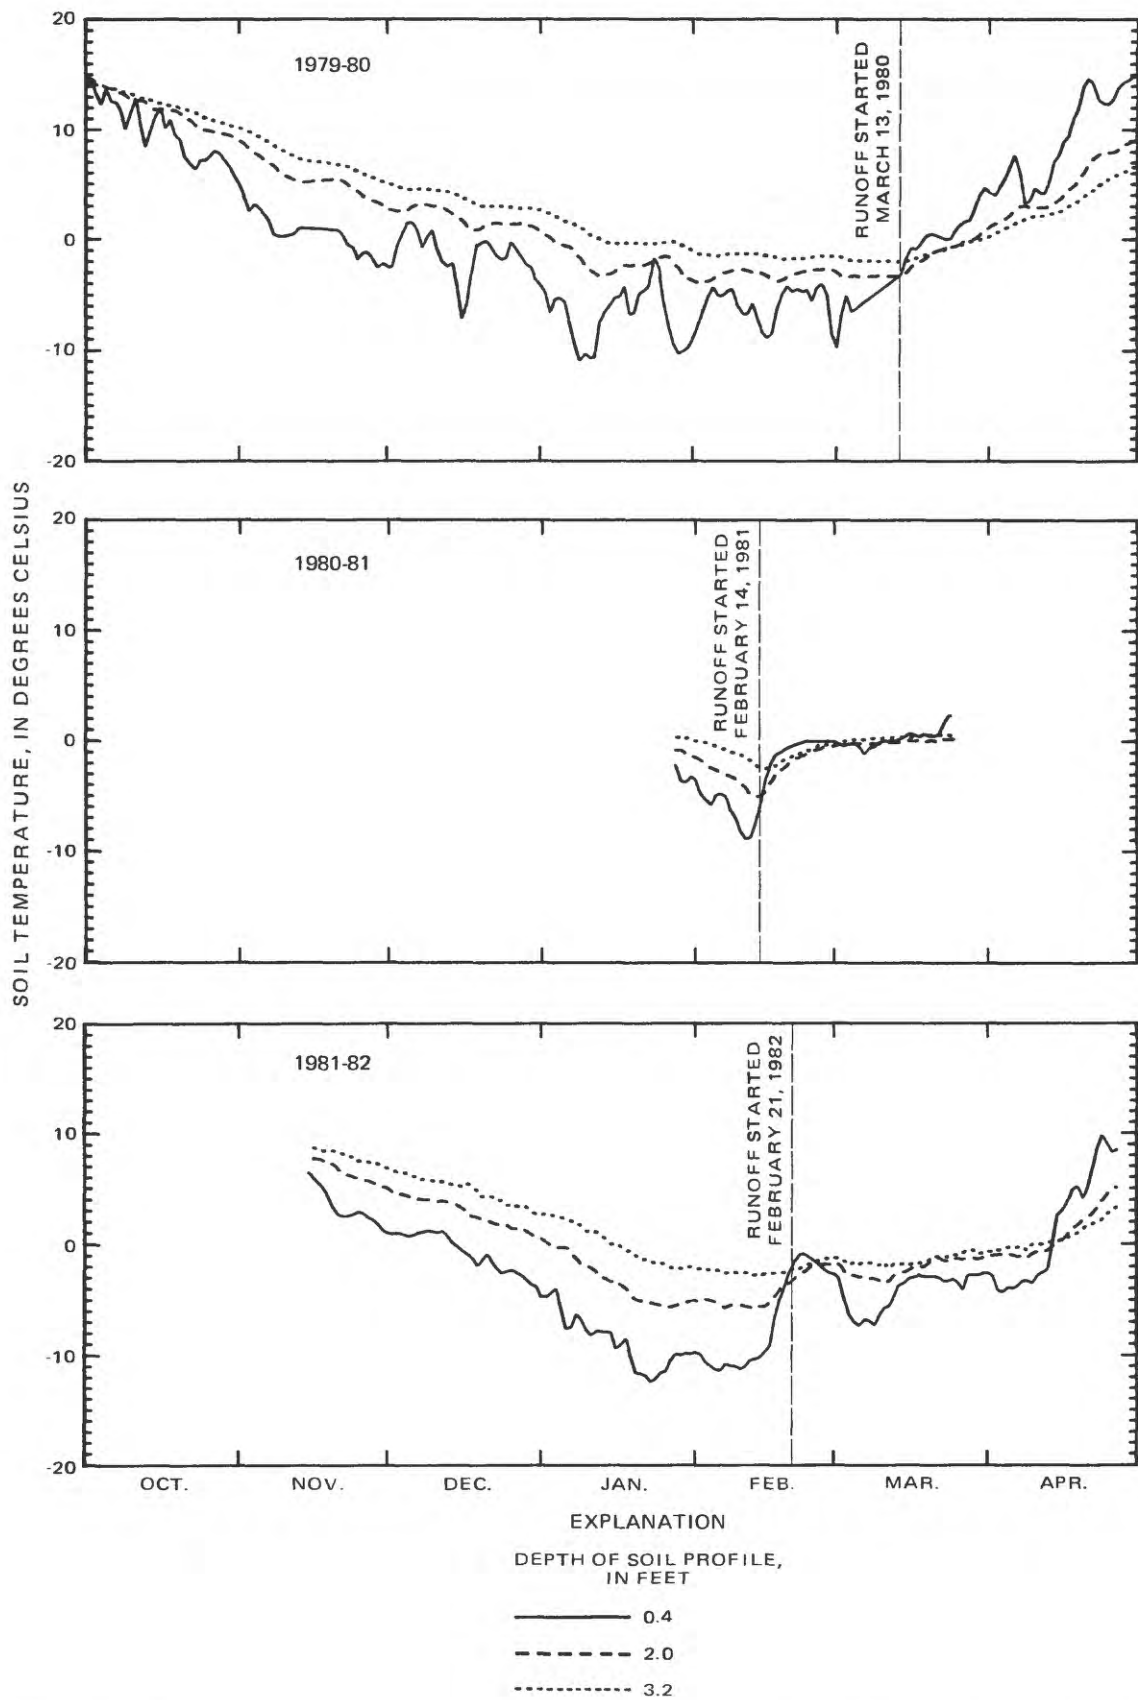 SOIL TEMPERATURE, IN DEGREES CELSIUS
20
10
0
-10
-20
1979-80
RUNOFF STARTED
MARCH 13, 1980
20
10
0
-10
-20
1980-81
RUNOFF STARTED
FEBRUARY 14, 1981
20
10
0
-10
-20
1981-82
RUNOFF STARTED
FEBRUARY 21, 1982
OCT. NOV. DEC. JAN. FEB. MAR. APR.
EXPLANATION
DEPTH OF SOIL PROFILE,
IN FEET
0.4
2.0
3.2